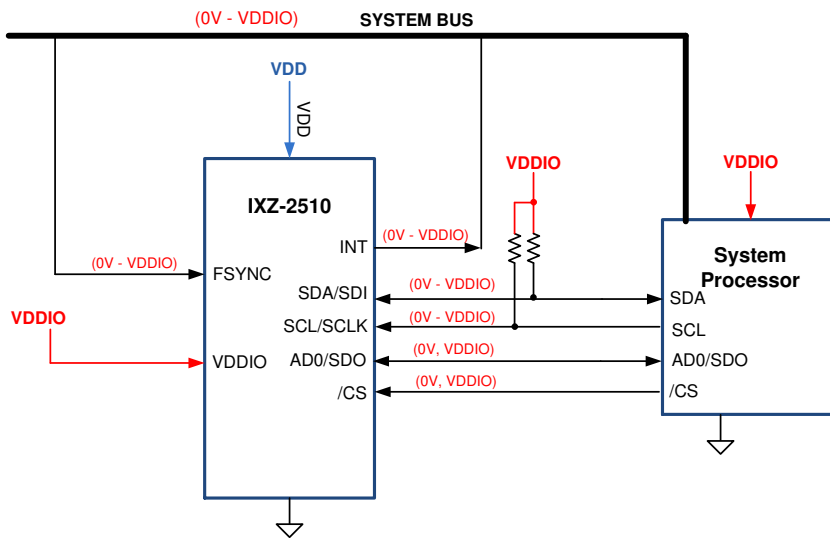 (0V - VDDIO)
SYSTEM BUS
VDD
VDD
VDDIO
VDDIO
IXZ-2510
System
Processor
INT
(0V - VDDIO)
(0V - VDDIO)
FSYNC
SDA/SDI
(0V - VDDIO)
SDA
VDDIO
SCL/SCLK
(0V - VDDIO)
SCL
VDDIO
AD0/SDO
(0V, VDDIO)
AD0/SDO
/CS
(0V, VDDIO)
/CS